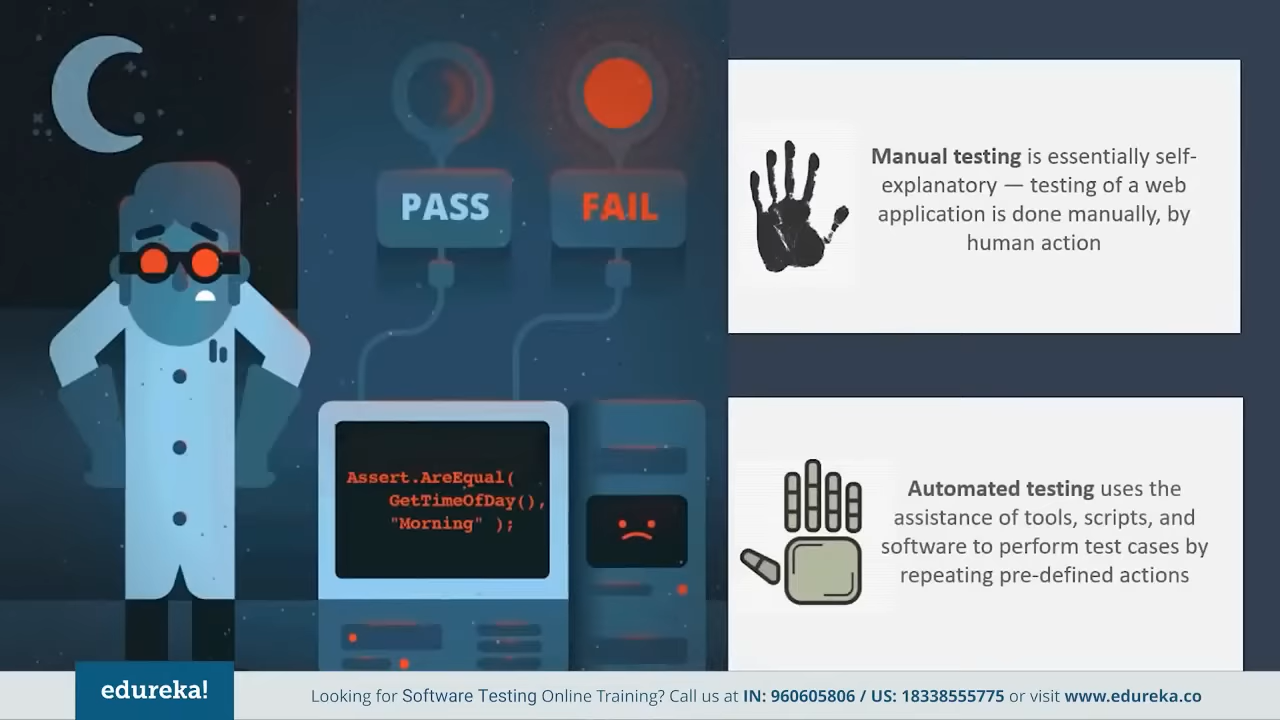 PASS
FAIL
Assert.AreEqual(
GetTimeOfDay(),
"Morning" );
Manual testing is essentially self-
explanatory — testing of a web
application is done manually, by
human action
Automated testing uses the
assistance of tools, scripts, and
software to perform test cases by
repeating pre-defined actions
edureka!
Looking for Software Testing Online Training? Call us at IN: 960605806 / US: 18338555775 or visit www.edureka.co